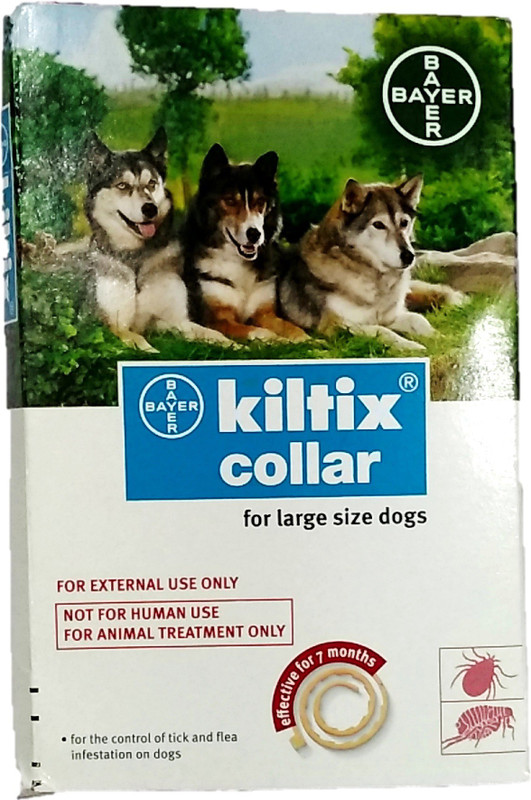 BAYER
BAYER
BAYER
BAYER
kiltix®
collar
for large size dogs
FOR EXTERNAL USE ONLY
NOT FOR HUMAN USE
FOR ANIMAL TREATMENT ONLY
effective for 7 months
• for the control of tick and flea
infestation on dogs